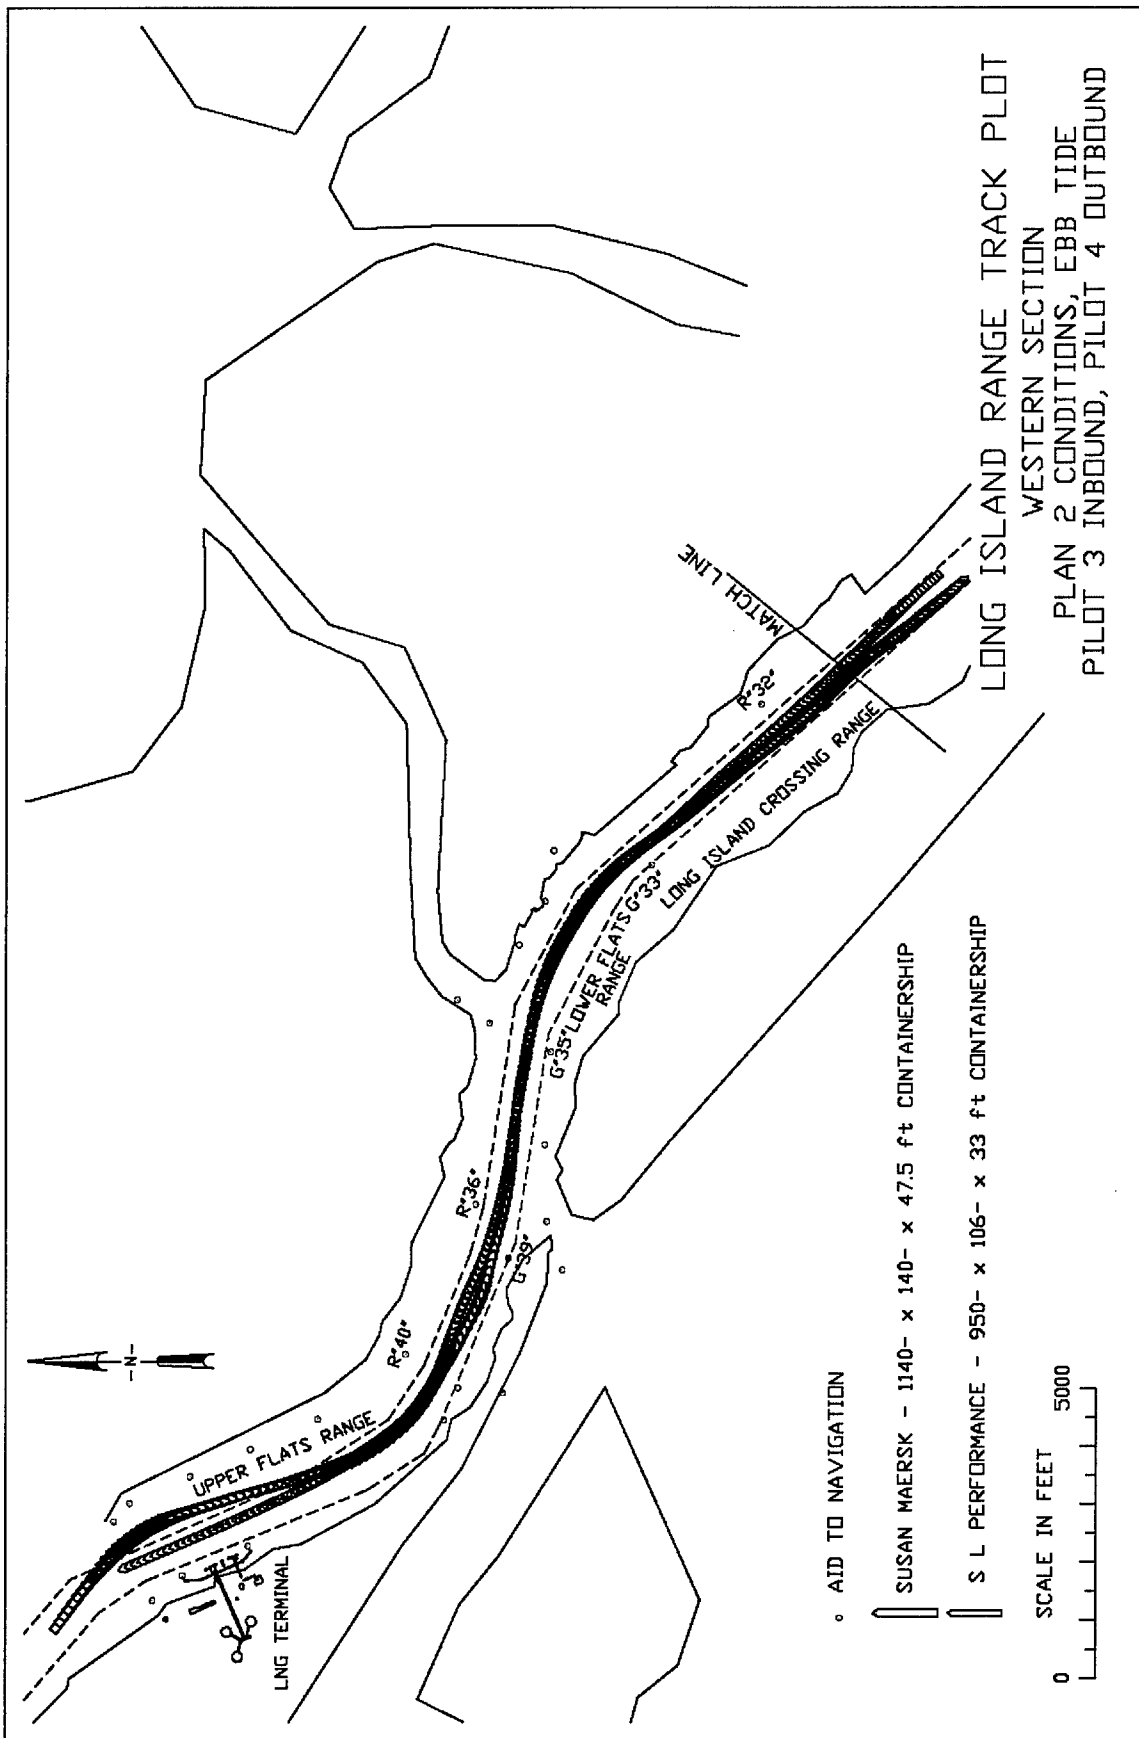 LONG ISLAND RANGE TRACK PLOT
WESTERN SECTION
PLAN 2 CONDITIONS, EBB TIDE
PILOT 3 INBOUND, PILOT 4 OUTBOUND
MATCH LINE
R"32"
LONG ISLAND CROSSING RANGE
G"33"
LOWER FLATS
RANGE
G"35"
R"36"
G"39"
R"40"
-N-
UPPER FLATS RANGE
LNG TERMINAL
AID TO NAVIGATION
SUSAN MAERSK - 1140- x 140- x 47.5 ft CONTAINERSHIP
S L PERFORMANCE - 950- x 106- x 33 ft CONTAINERSHIP
SCALE IN FEET
0 5000